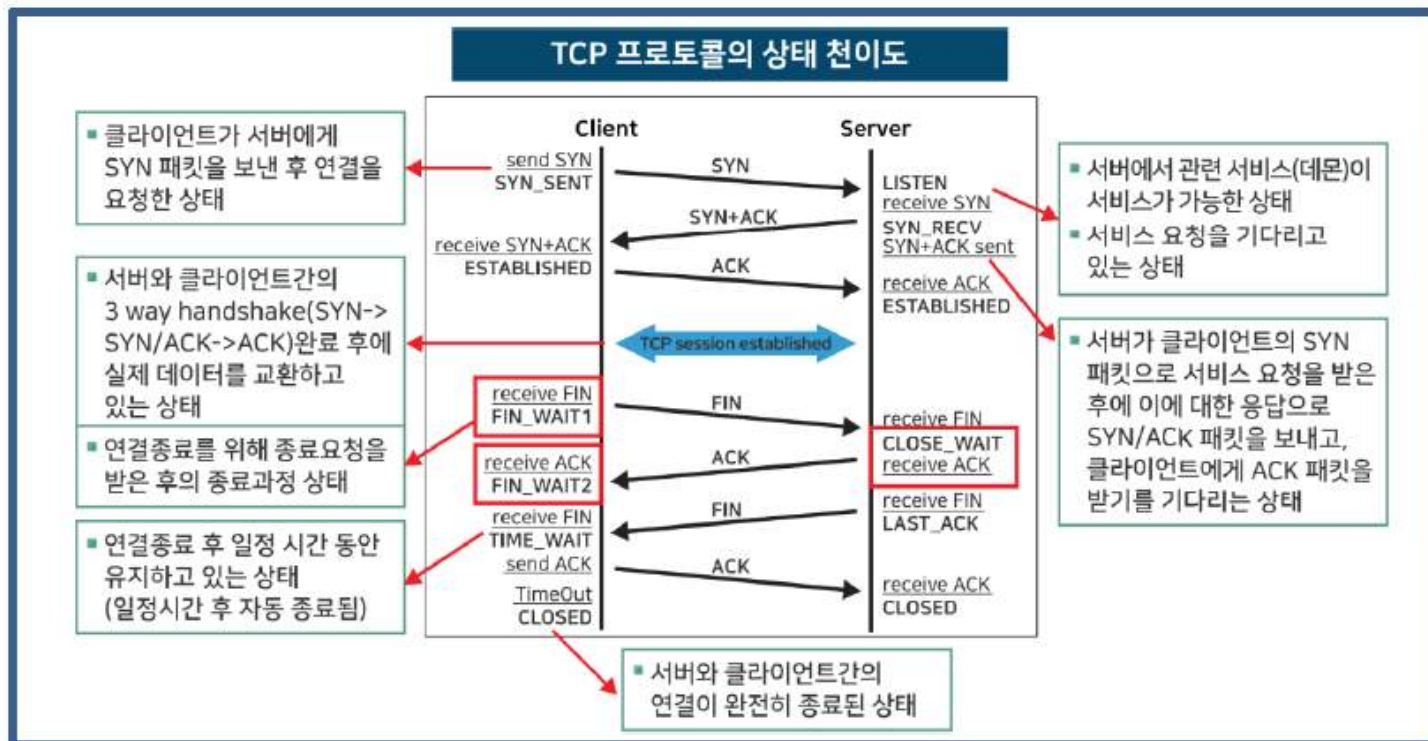 TCP 프로토콜의 상태 천이도
▪ 클라이언트가 서버에게
SYN 패킷을 보낸 후 연결을
요청한 상태
▪ 서버와 클라이언트간의
3 way handshake(SYN->
SYN/ACK->ACK)완료 후에
실제 데이터를 교환하고
있는 상태
▪ 연결종료를 위해 종료요청을
받은 후의 종료과정 상태
▪ 연결종료 후 일정 시간 동안
유지하고 있는 상태
(일정시간 후 자동 종료됨)
Client
Server
send SYN
SYN_SENT
SYN
LISTEN
receive SYN
SYN+ACK
SYN_RECV
SYN+ACK sent
receive SYN+ACK
ESTABLISHED
ACK
receive ACK
ESTABLISHED
TCP session established
receive FIN
FIN_WAIT1
FIN
receive FIN
CLOSE_WAIT
receive ACK
ACK
receive ACK
FIN_WAIT2
FIN
receive FIN
LAST_ACK
receive FIN
TIME_WAIT
send ACK
ACK
receive ACK
CLOSED
TimeOut
CLOSED
▪ 서버에서 관련 서비스(데몬)이
서비스가 가능한 상태
▪ 서비스 요청을 기다리고
있는 상태
▪ 서버가 클라이언트의 SYN
패킷으로 서비스 요청을 받은
후에 이에 대한 응답으로
SYN/ACK 패킷을 보내고,
클라이언트에게 ACK 패킷을
받기를 기다리는 상태
▪ 서버와 클라이언트간의
연결이 완전히 종료된 상태